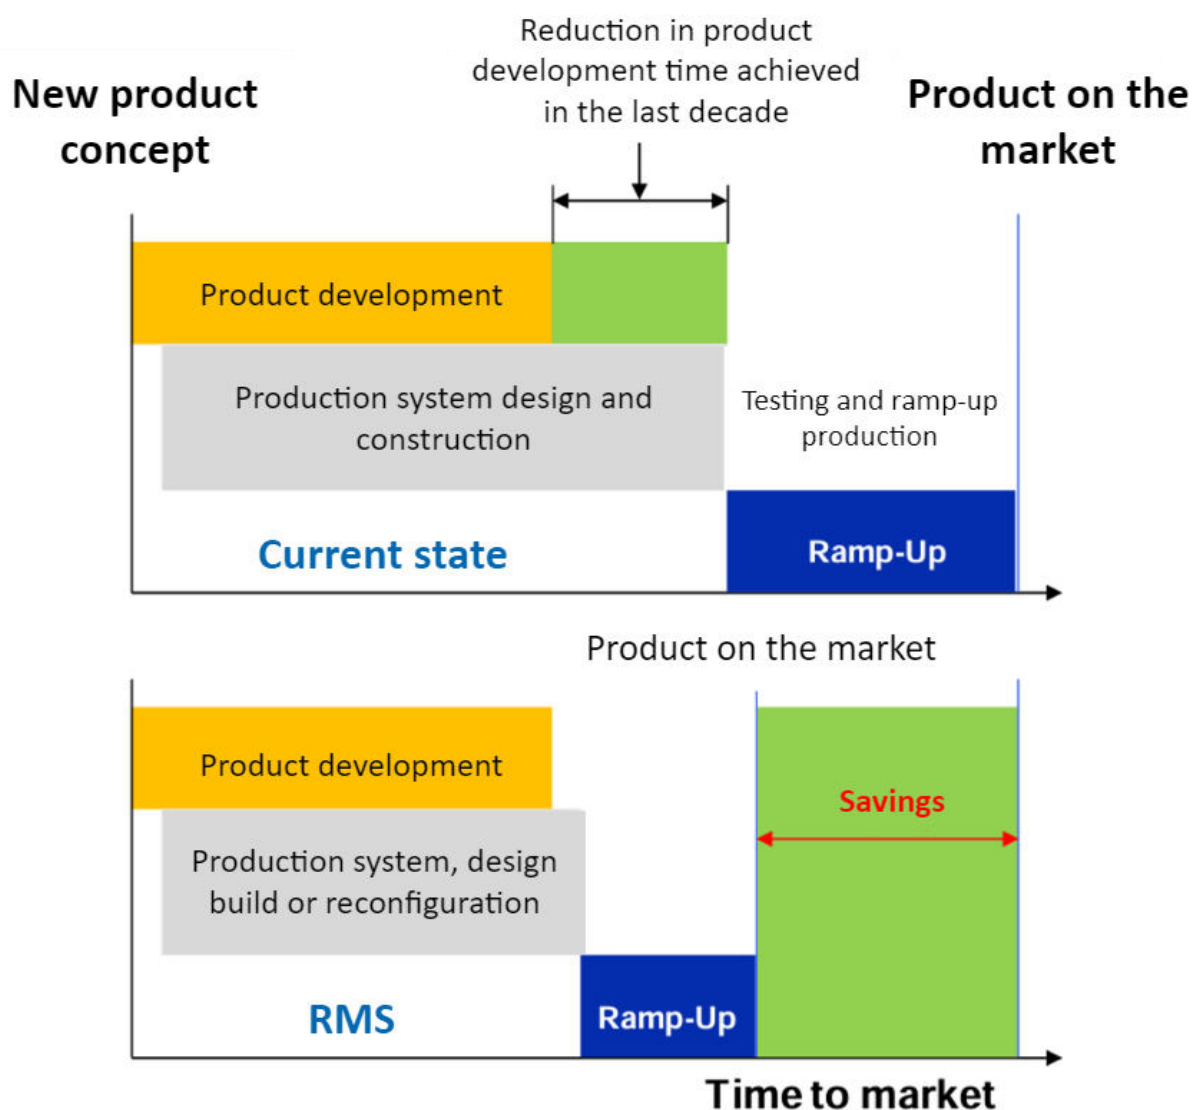 Reduction in product
development time achieved
in the last decade
New product
concept
Product on the
market
Product development
Production system design and
construction
Testing and ramp-up
production
Current state
Ramp-Up
Product on the market
Product development
Savings
Production system, design
build or reconfiguration
RMS
Ramp-Up
Time to market